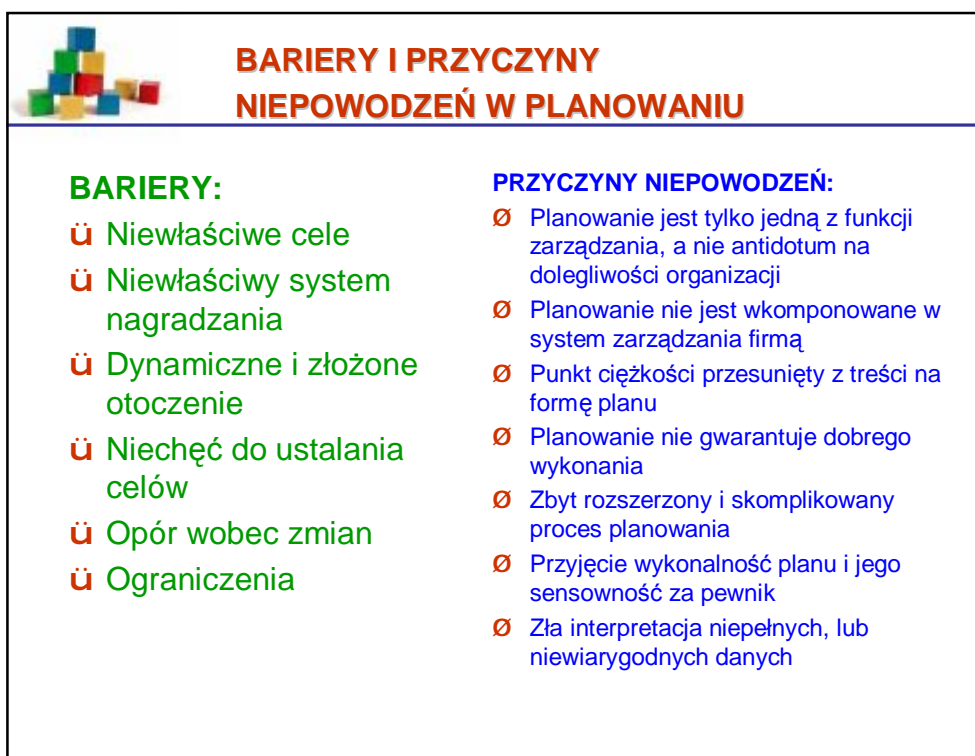 BARIERY I PRZYCZYNY
NIEPOWODZEŃ W PLANOWANIU
BARIERY:
ü Niewłaściwe cele
ü Niewłaściwy system
nagradzania
ü Dynamiczne i złożone
otoczenie
ü Niechęć do ustalania
celów
ü Opór wobec zmian
ü Ograniczenia
PRZYCZYNY NIEPOWODZEŃ:
Ø Planowanie jest tylko jedną z funkcji
zarządzania, a nie antidotum na
dolegliwości organizacji
Ø Planowanie nie jest wkomponowane w
system zarządzania firmą
Ø Punkt ciężkości przesunięty z treści na
formę planu
Ø Planowanie nie gwarantuje dobrego
wykonania
Ø Zbyt rozszerzony i skomplikowany
proces planowania
Ø Przyjęcie wykonalność planu i jego
sensowność za pewnik
Ø Zła interpretacja niepełnych, lub
niewiarygodnych danych